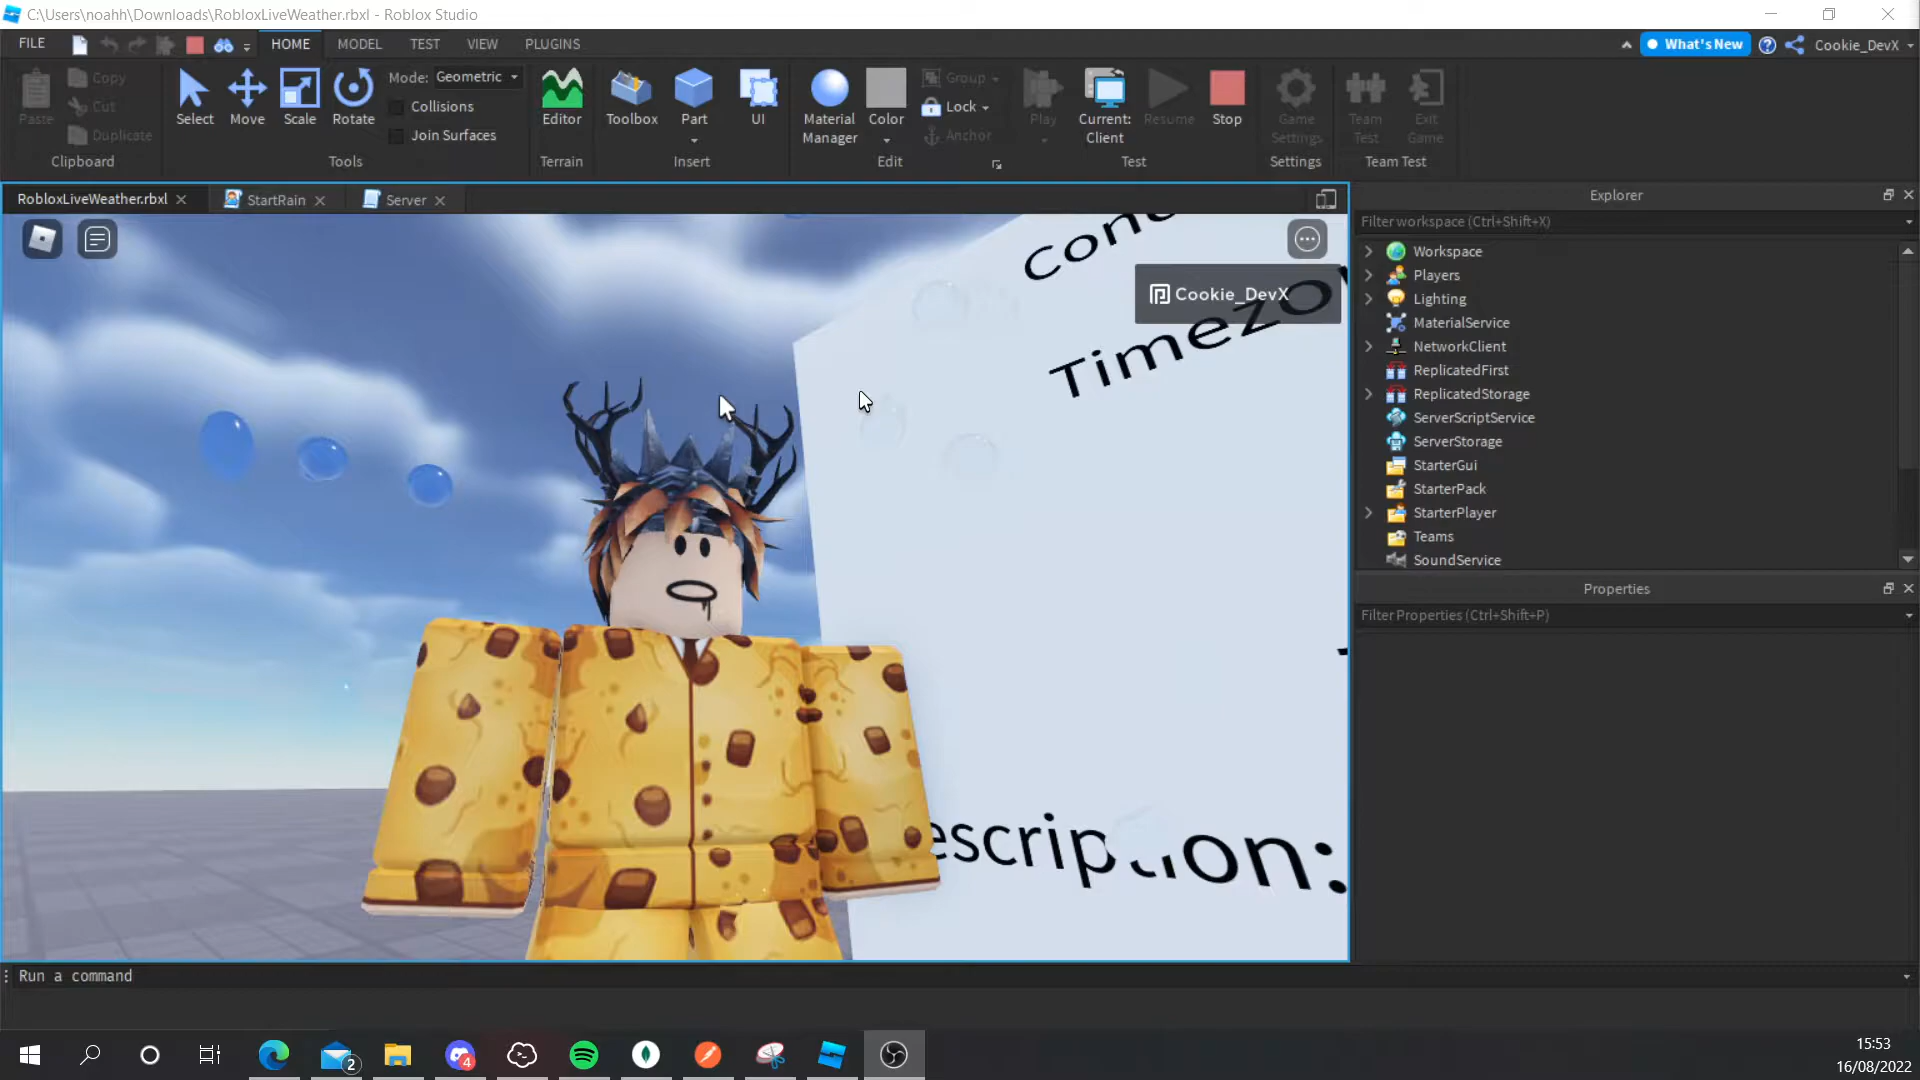 C:\Users\noahh\Downloads\RobloxLiveWeather.rbxl - Roblox Studio
FILE HOME MODEL TEST VIEW PLUGINS What's New Cookie_DevX
Paste Copy Cut Duplicate
Clipboard
Select Move Scale Rotate
Mode: Geometric
Collisions
Join Surfaces
Tools
Editor
Terrain
Toolbox Part UI
Insert
Material Manager Color
Group
Lock
Anchor
Edit
Play Current: Client Resume Stop
Test
Game Settings
Settings
Team Test Exit Game
Team Test
RobloxLiveWeather.rbxl StartRain Server
Timezo
escription:
Cookie_DevX
Explorer
Filter workspace (Ctrl+Shift+X)
Workspace
Players
Lighting
MaterialService
NetworkClient
ReplicatedFirst
ReplicatedStorage
ServerScriptService
ServerStorage
StarterGui
StarterPack
StarterPlayer
Teams
SoundService
Properties
Filter Properties (Ctrl+Shift+P)
Run a command
2
4
15:53
16/08/2022